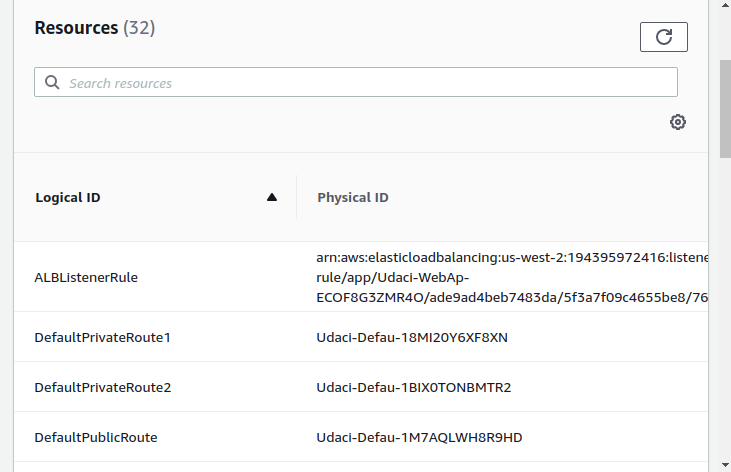 Resources (32)
Search resources
Logical ID
Physical ID
ALBListenerRule
arn:aws:elasticloadbalancing:us-west-2:194395972416:listene
rule/app/Udaci-WebAp-
ECOF8G3ZMR4O/ade9ad4beb7483da/5f3a7f09c4655be8/76
DefaultPrivateRoute1
Udaci-Defau-18MI20Y6XF8XN
DefaultPrivateRoute2
Udaci-Defau-1BIX0TONBMTR2
DefaultPublicRoute
Udaci-Defau-1M7AQLWH8R9HD